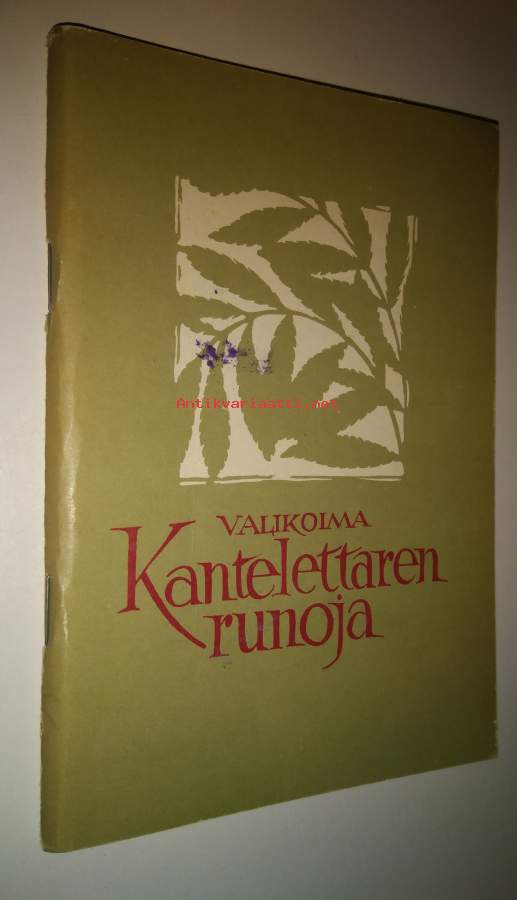 Antikvariaatti.net
VALIKOIMA
Kantelettaren
runoja